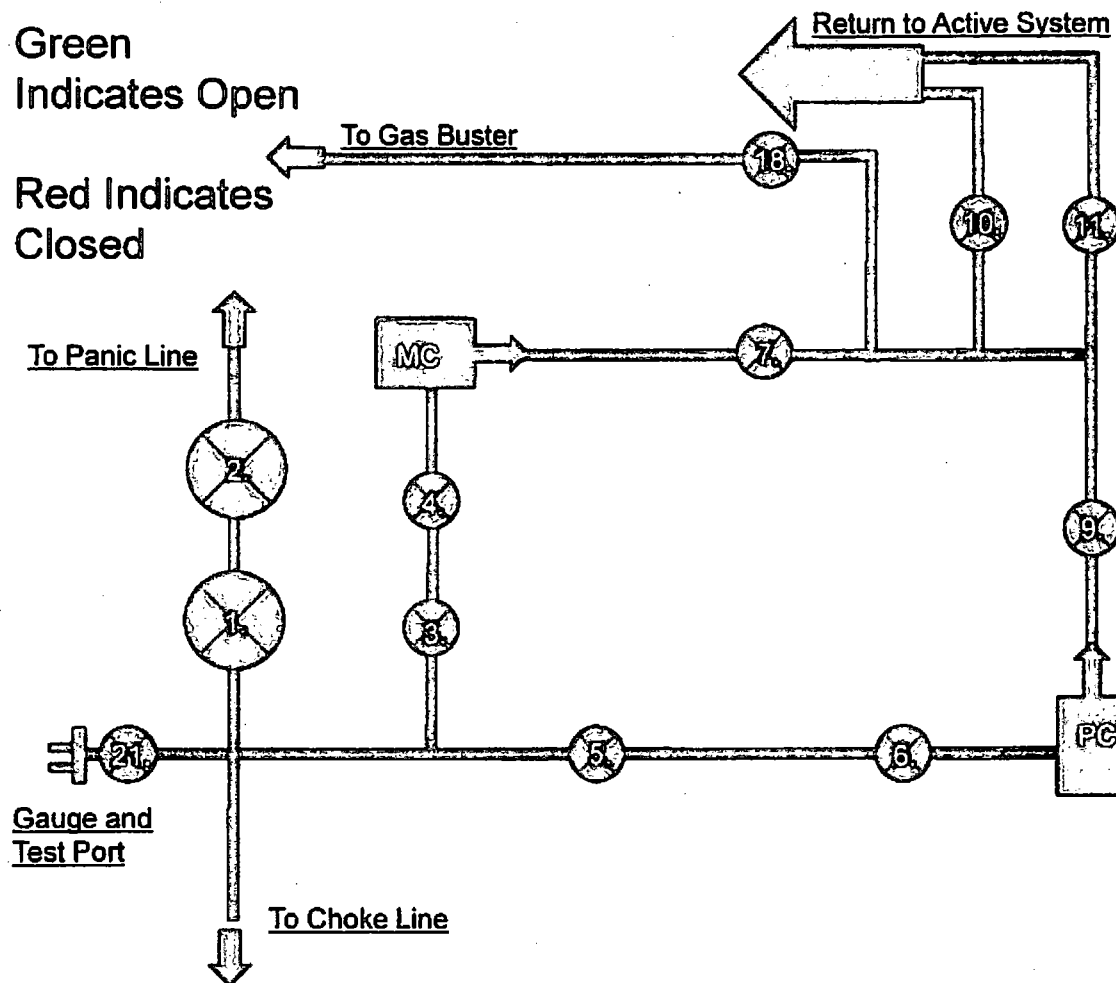 Return to Active System
Green
Indicates Open
To Gas Buster
18.
Red Indicates
Closed
10.
11.
To Panic Line
MC
7.
2.
4.
9.
1.
3.
PC
21.
5.
6.
Gauge and
Test Port
To Choke Line